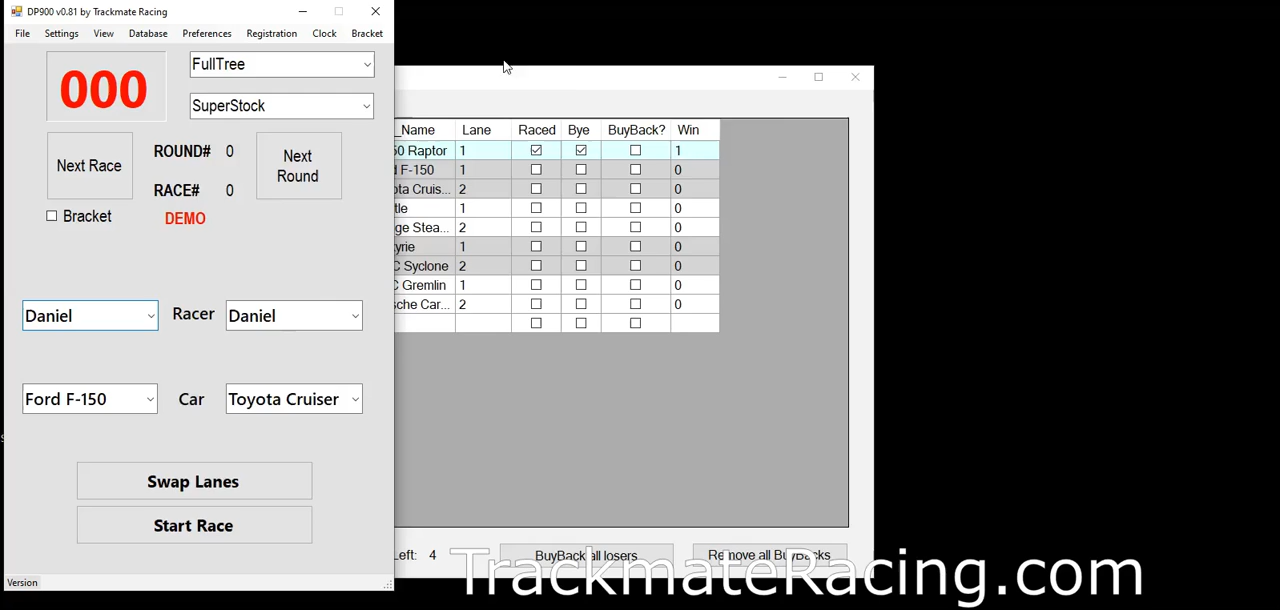 DP900 v0.81 by Trackmate Racing
File Settings View Database Preferences Registration Clock Bracket
000
FullTree
SuperStock
Next Race
ROUND# 0
RACE# 0
Next Round
Bracket
DEMO
Daniel Racer Daniel
Ford F-150 Car Toyota Cruiser
Swap Lanes
Start Race
Version
_Name Lane Raced Bye BuyBack? Win
50 Raptor 1 1
d F-150 1 0
ota Cruis... 2 0
tle 1 0
ge Stea... 2 0
yrie 1 0
C Syclone 2 0
C Gremlin 1 0
sche Car... 2 0
Left: 4 BuyBack all losers Remove all BuyBacks
TrackmateRacing.com